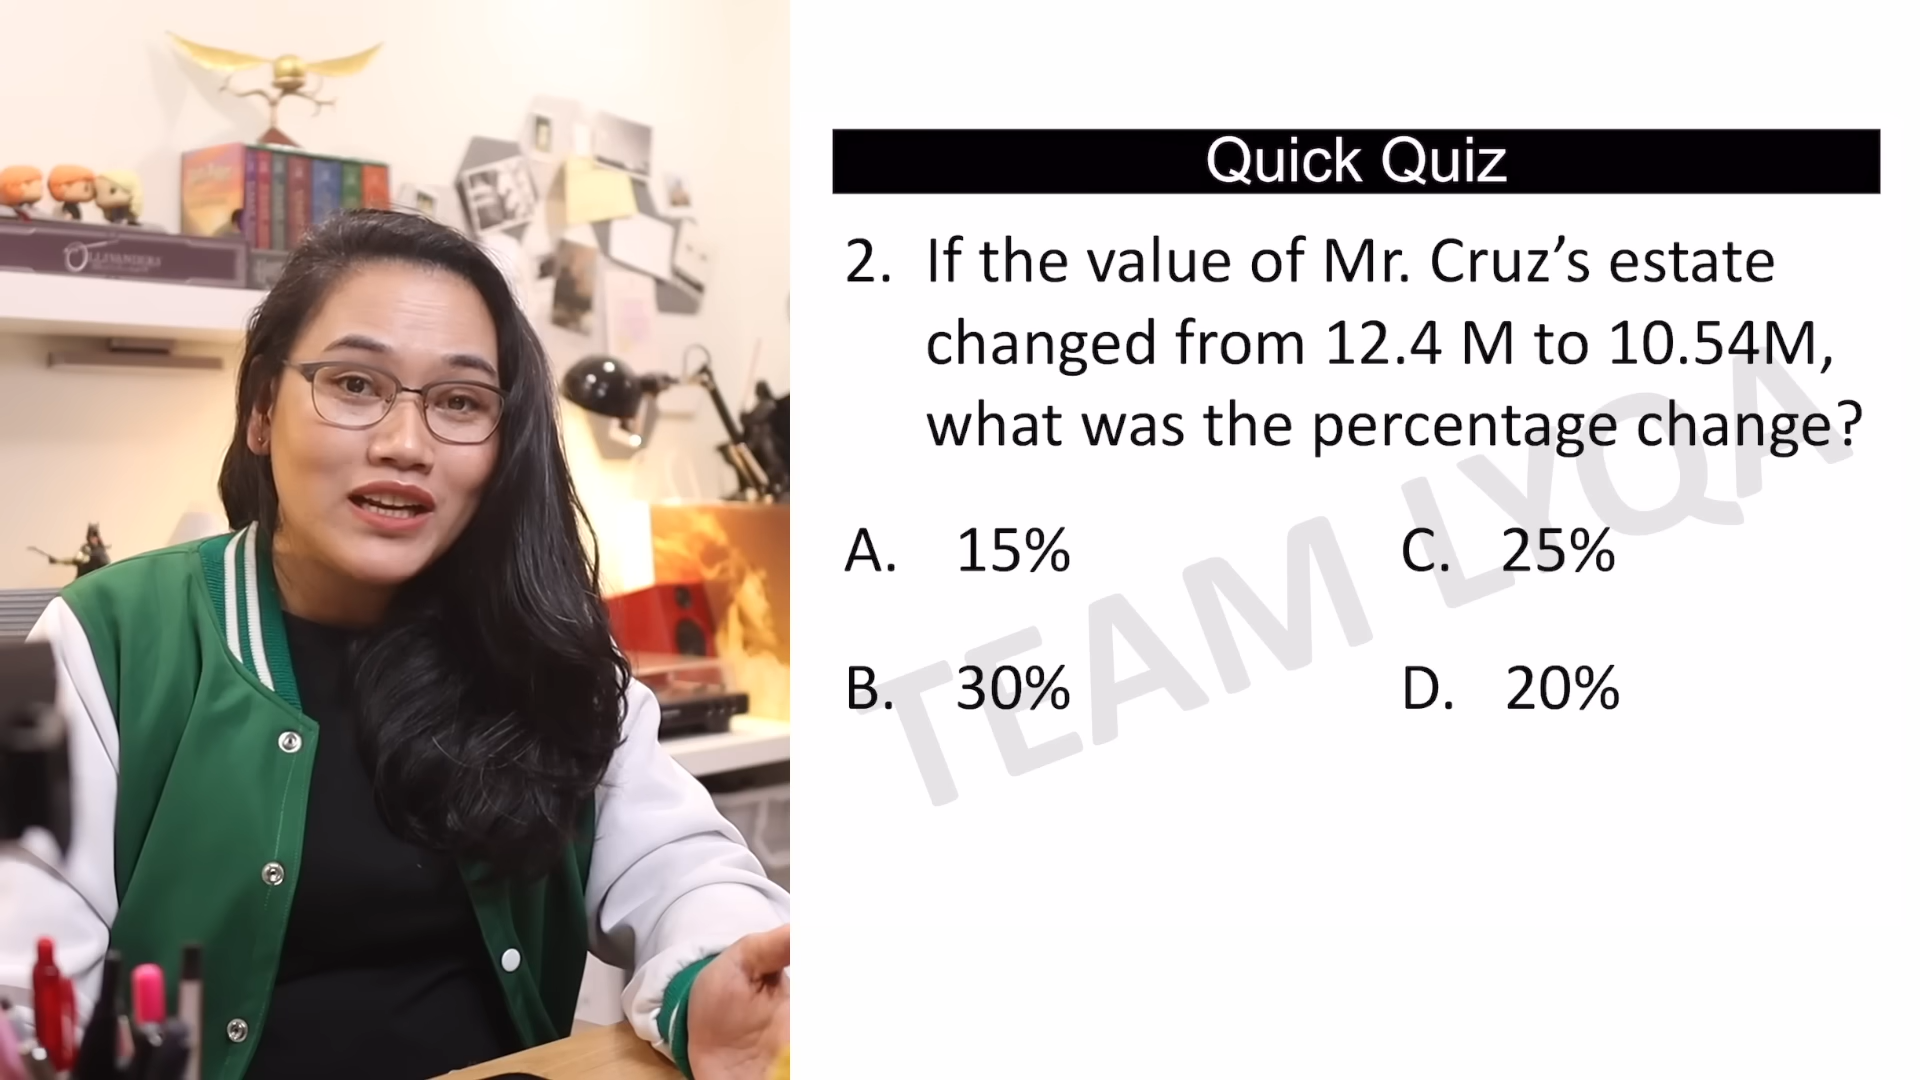 OLLIVANDERS
Quick Quiz
2. If the value of Mr. Cruz’s estate
changed from 12.4 M to 10.54M,
what was the percentage change?
A. 15%
C. 25%
B. 30%
D. 20%
TEAM LYQA